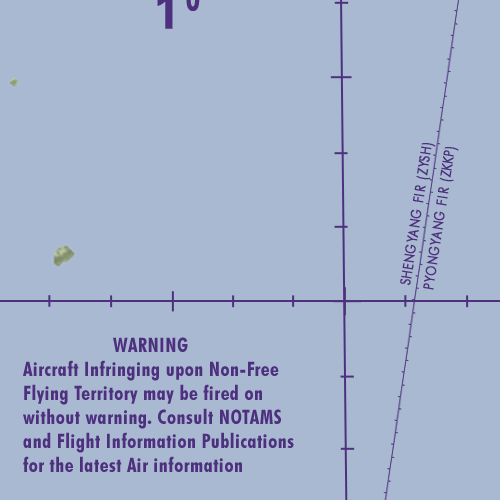 1⁰
SHENGYANG FIR (ZYSH)
PYONGYANG FIR (ZKKP)
WARNING
Aircraft Infringing upon Non-Free
Flying Territory may be fired on
without warning. Consult NOTAMS
and Flight Information Publications
for the latest Air information